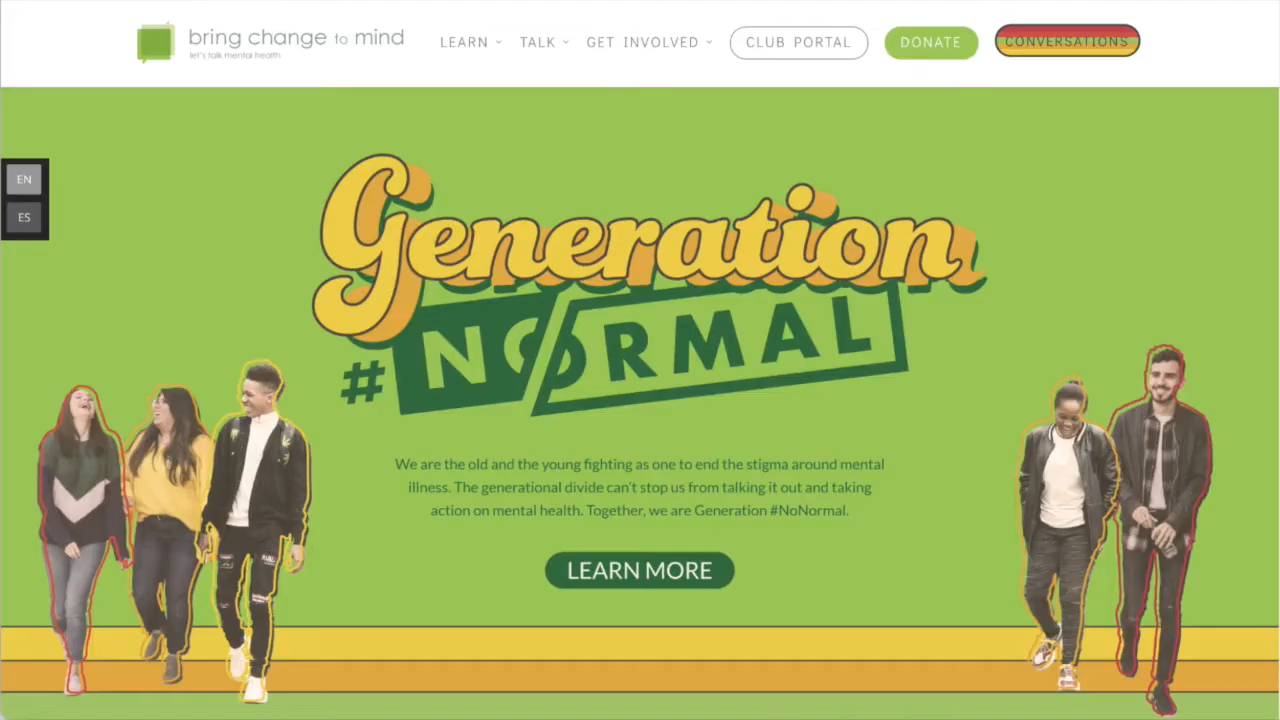 bring change to mind
let's talk mental health
LEARN
TALK
GET INVOLVED
CLUB PORTAL
DONATE
CONVERSATIONS
EN
ES
Generation
#NORMAL
We are the old and the young fighting as one to end the stigma around mental
illness. The generational divide can't stop us from talking it out and taking
action on mental health. Together, we are Generation #NoNormal.
LEARN MORE